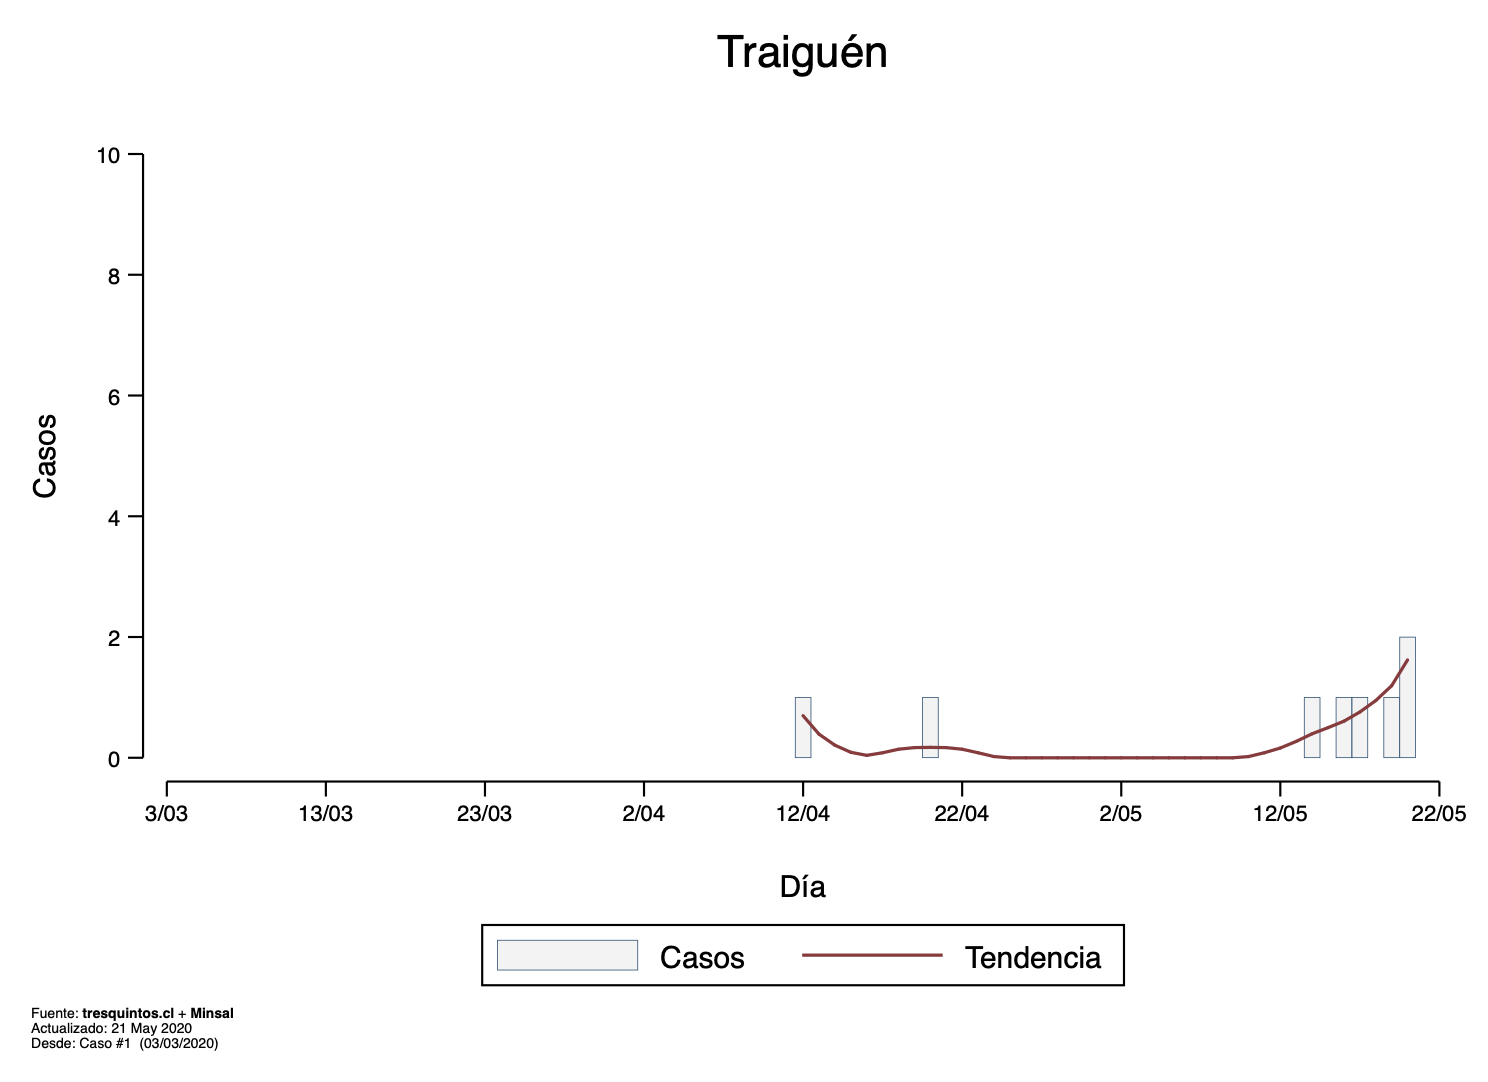 Traiguén
10
8
6
4
2
0
Casos
3/03 13/03 23/03 2/04 12/04 22/04 2/05 12/05 22/05
Día
Casos Tendencia
Fuente: tresquintos.cl + Minsal
Actualizado: 21 May 2020
Desde: Caso #1 (03/03/2020)